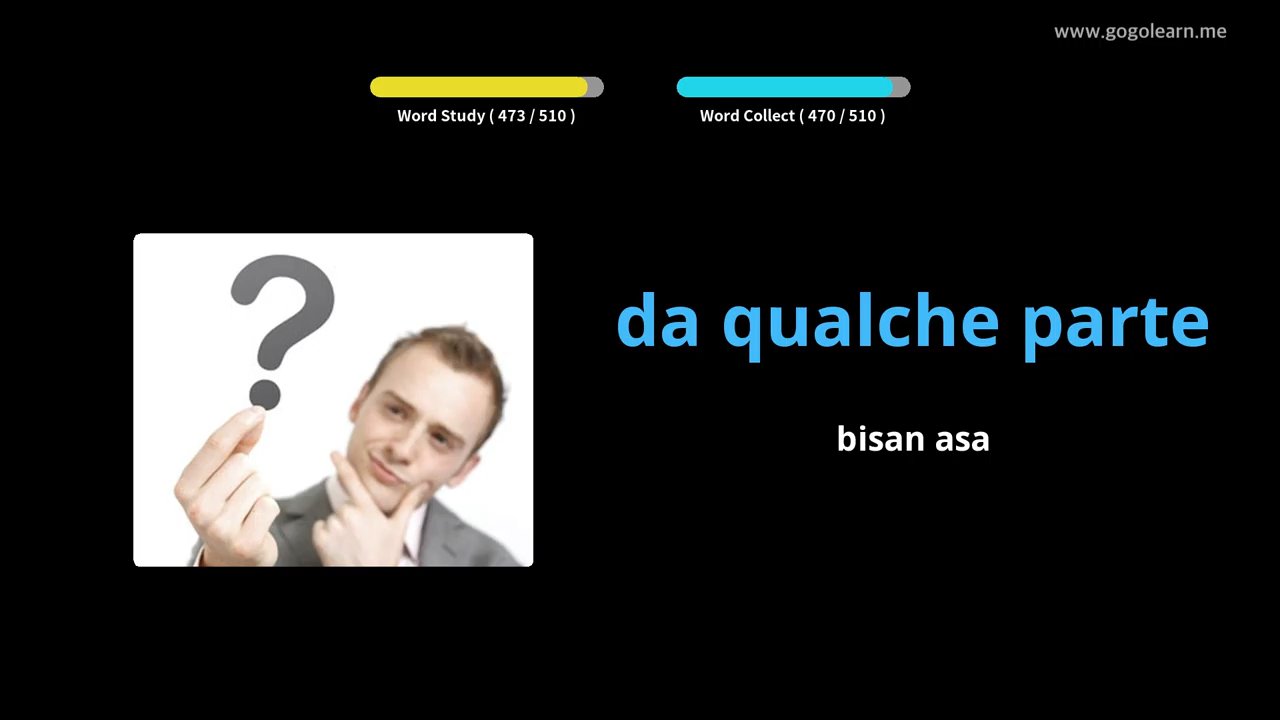 www.gogolearn.me
Word Study ( 473 / 510 )
Word Collect ( 470 / 510 )
da qualche parte
bisan asa